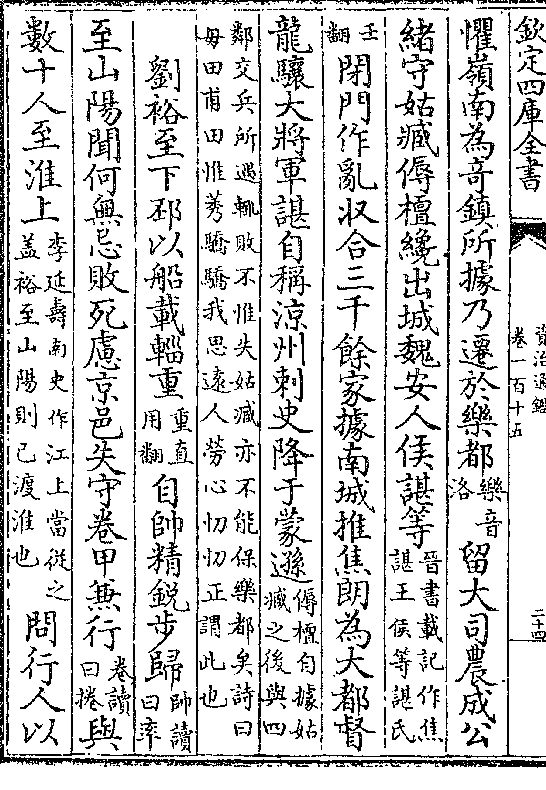 欽定四庫全書
資治通鑑
卷一百十五
二十四
懼嶺南為奇鎮所據乃遷於樂都樂音洛留大司農成公
緒守姑臧傉檀纔出城魏安人侯諶等晉書載記作焦諶王侯等諶氏
壬翻閉門作亂収合三千餘家據南城推焦朗為大都督
龍驤大將軍諶自稱涼州刺史降于蒙遜傉檀自據姑臧之後與四
鄰交兵所遇輒敗不惟失姑臧亦不能保樂都矣詩曰毋田甫田惟莠驕驕我思逺人勞心忉忉正謂此也
劉裕至下邳以船載輜重重直用翻自帥精鋭步歸帥讀曰率
至山陽聞何無忌敗死慮京邑失守卷甲兼行卷讀曰捲與
數十人至淮上李延壽南史作江上當從之盖裕至山陽則已渡淮也問行人以